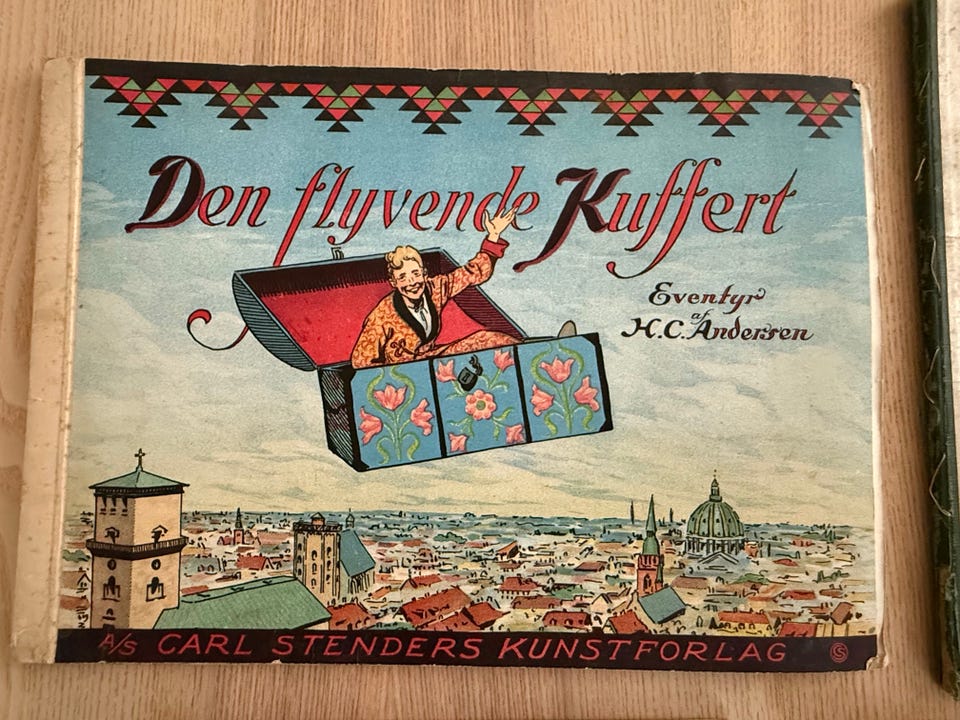 Den flyvende Kuffert
Eventyr
af
H.C. Andersen
A/S CARL STENDERS KUNSTFORLAG